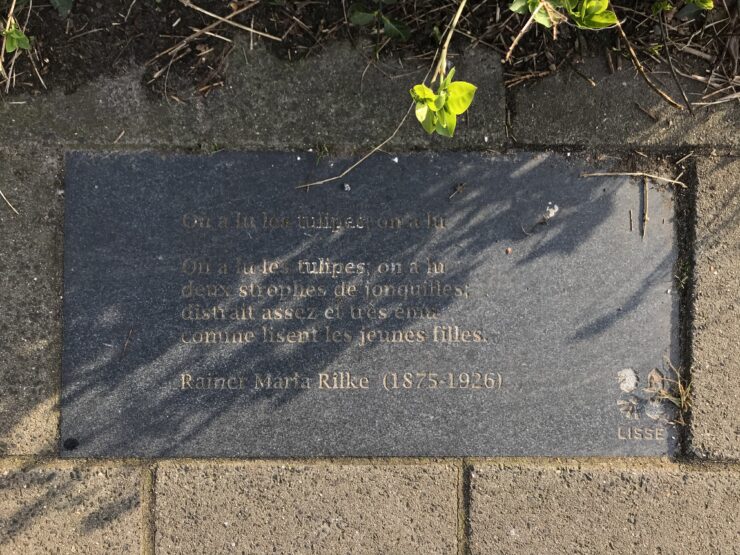 On a lu les tulipes; on a lu
On a lu les tulipes; on a lu
deux strophes de jonquilles;
distrait assez et très ému
comme lisent les jeunes filles.
Rainer Maria Rilke (1875-1926)
LISSE